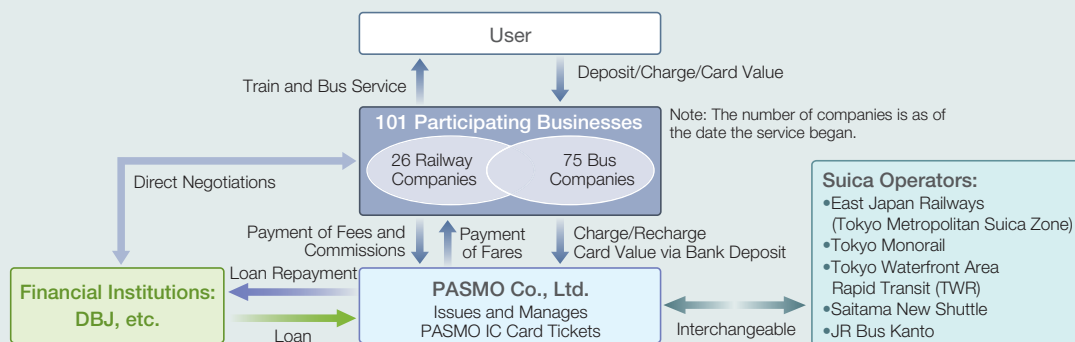 User
Train and Bus Service
Deposit/Charge/Card Value
101 Participating Businesses
26 Railway
Companies
75 Bus
Companies
Note: The number of companies is as of
the date the service began.
Direct Negotiations
Payment of Fees and
Commissions
Payment
of Fares
Charge/Recharge
Card Value via Bank Deposit
Financial Institutions:
DBJ, etc.
Loan Repayment
Loan
PASMO Co., Ltd.
Issues and Manages
PASMO IC Card Tickets
Interchangeable
Suica Operators:
•East Japan Railways
(Tokyo Metropolitan Suica Zone)
•Tokyo Monorail
•Tokyo Waterfront Area
Rapid Transit (TWR)
•Saitama New Shuttle
•JR Bus Kanto